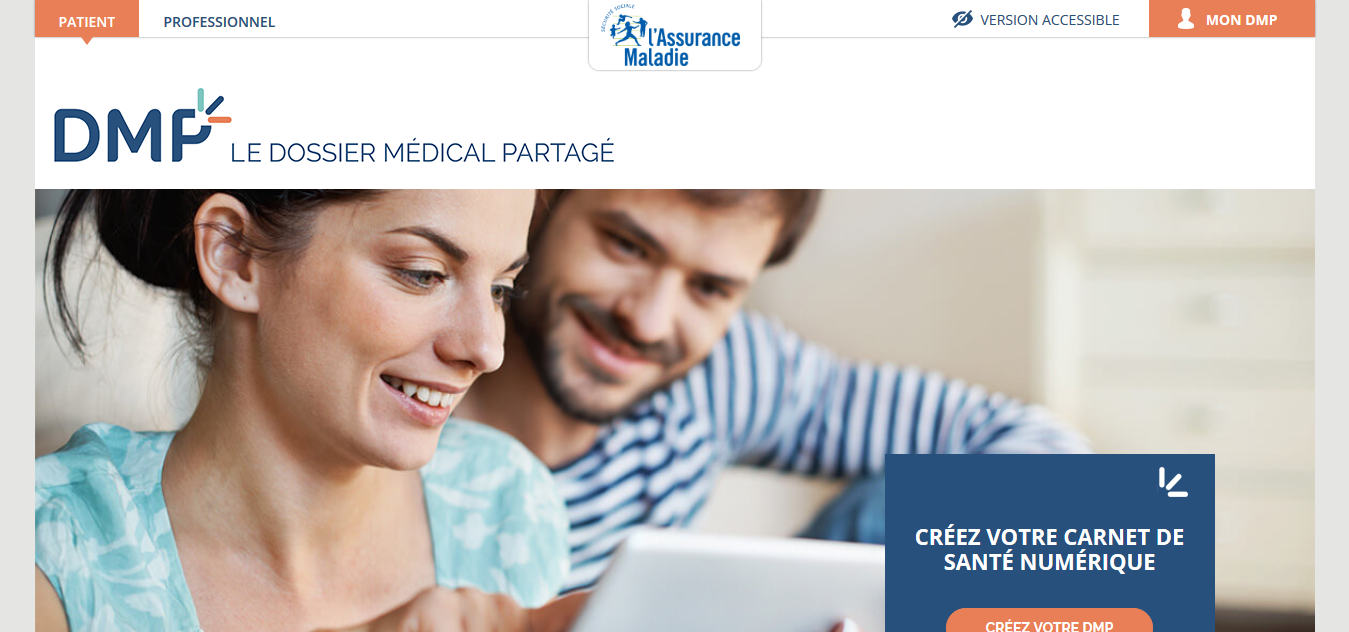 PATIENT
PROFESSIONNEL
SÉCURITÉ SOCIALE
l'Assurance
Maladie
VERSION ACCESSIBLE
MON DMP
DMP LE DOSSIER MÉDICAL PARTAGÉ
CRÉEZ VOTRE CARNET DE
SANTÉ NUMÉRIQUE
CRÉEZ VOTRE DMP